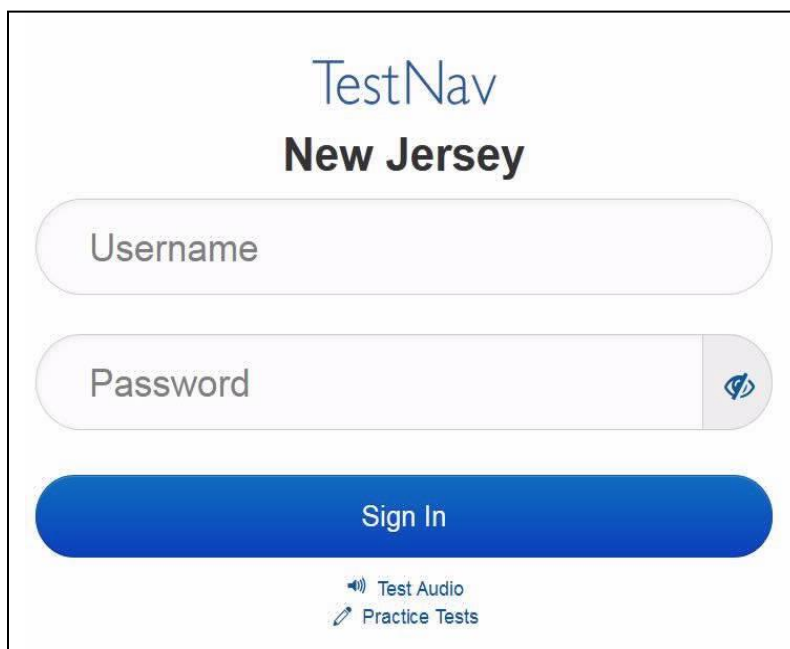 TestNav
New Jersey
Username
Password
Sign In
Test Audio
Practice Tests